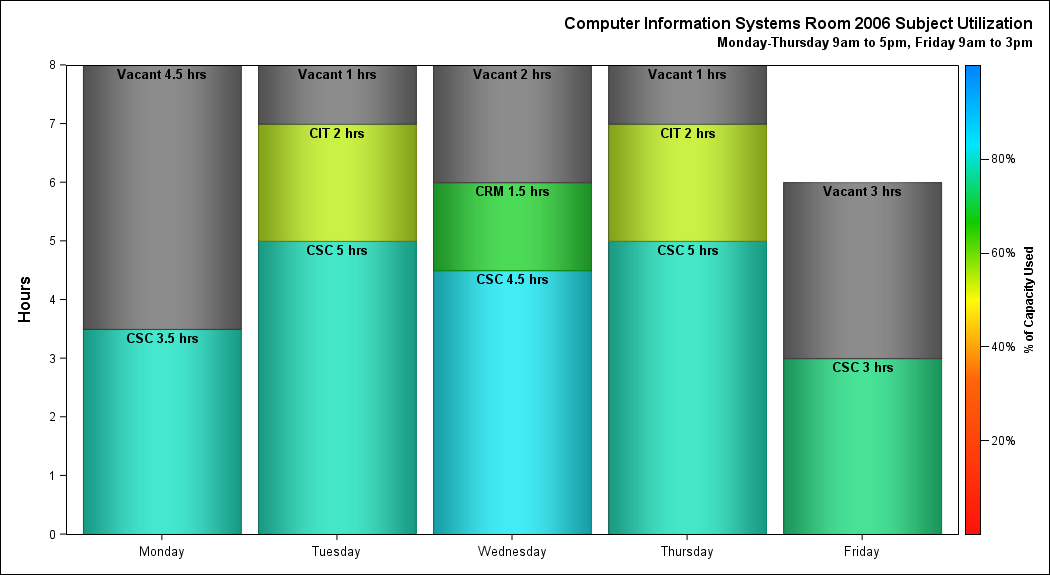 Computer Information Systems Room 2006 Subject Utilization
Monday-Thursday 9am to 5pm, Friday 9am to 3pm
Hours
8
7
6
5
4
3
2
1
0
Vacant 4.5 hrs
CSC 3.5 hrs
Vacant 1 hrs
CIT 2 hrs
CSC 5 hrs
Vacant 2 hrs
CRM 1.5 hrs
CSC 4.5 hrs
Vacant 1 hrs
CIT 2 hrs
CSC 5 hrs
Vacant 3 hrs
CSC 3 hrs
Monday
Tuesday
Wednesday
Thursday
Friday
80%
60%
40%
20%
% of Capacity Used